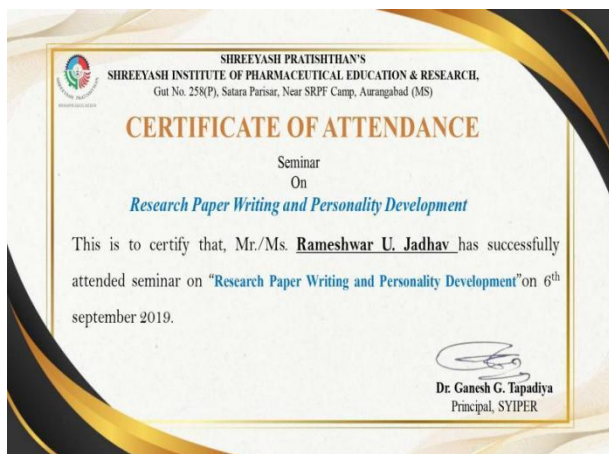 SHREEYASH PRATISHTHAN'S
SHREEYASH INSTITUTE OF PHARMACEUTICAL EDUCATION & RESEARCH,
Gut No. 258(P), Satara Parisar, Near SRPF Camp, Aurangabad (MS)
CERTIFICATE OF ATTENDANCE
Seminar
On
Research Paper Writing and Personality Development
This is to certify that, Mr./Ms. Rameshwar U. Jadhav has successfully
attended seminar on “Research Paper Writing and Personality Development”on 6th
september 2019.
Dr. Ganesh G. Tapadiya
Principal, SYIPER